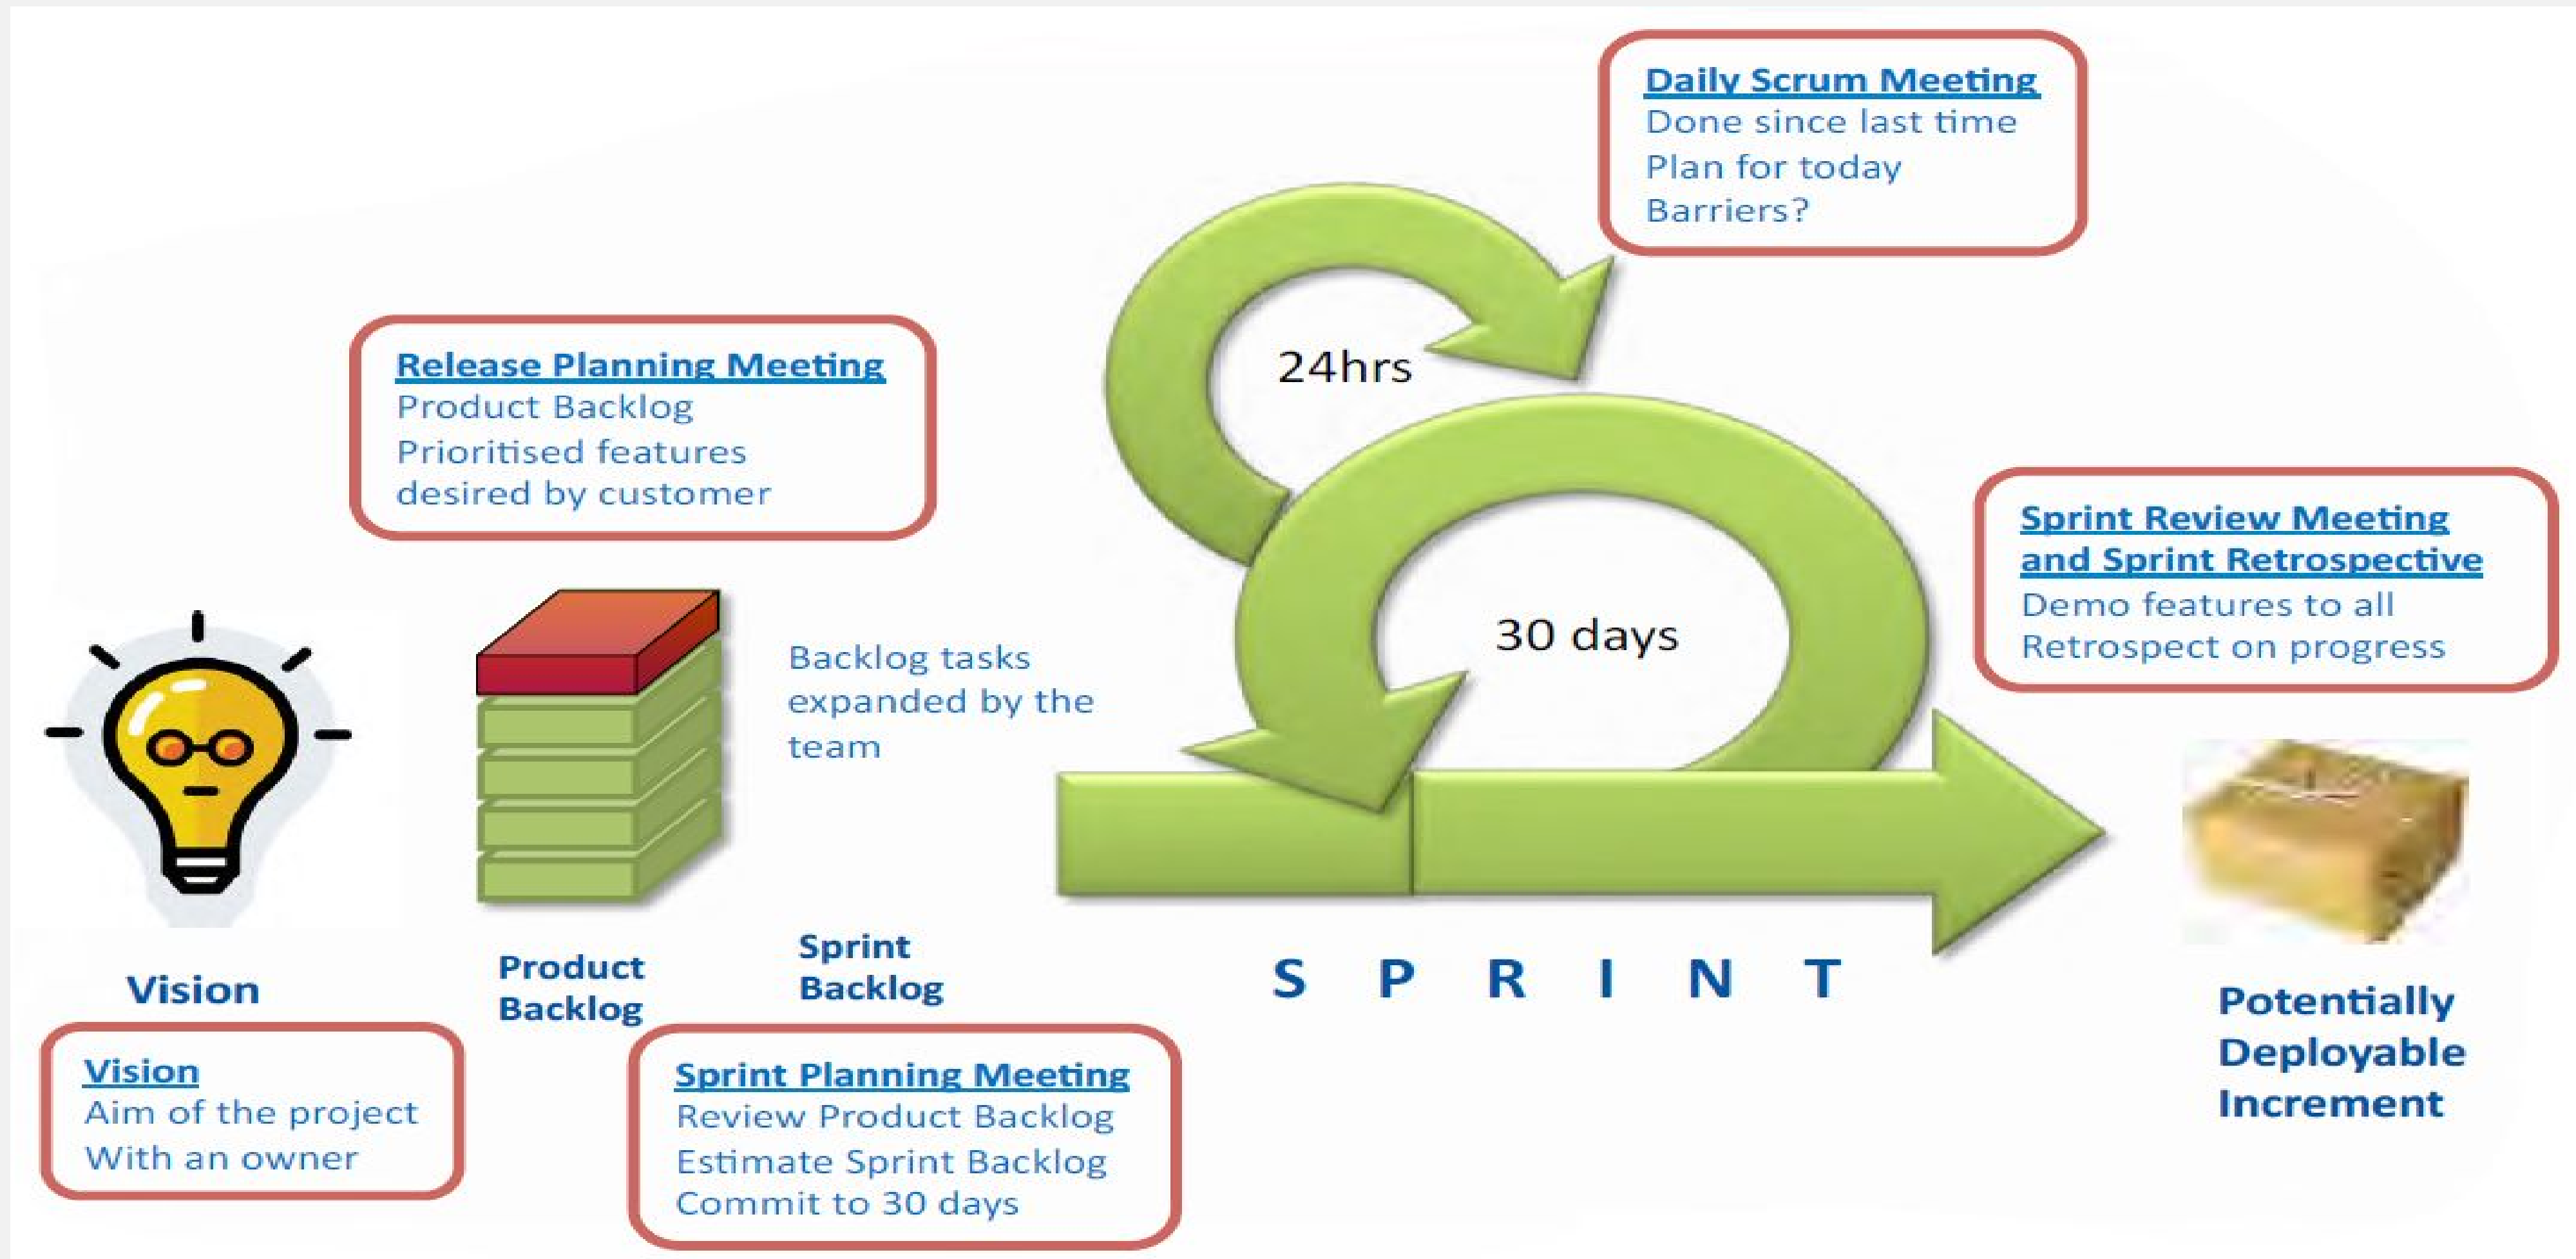 Daily Scrum Meeting
Done since last time
Plan for today
Barriers?
Release Planning Meeting
Product Backlog
Prioritised features
desired by customer
24hrs
Sprint Review Meeting
and Sprint Retrospective
Demo features to all
Retrospect on progress
Backlog tasks
expanded by the
team
30 days
Vision
Product
Backlog
Sprint
Backlog
S P R I N T
Potentially
Deployable
Increment
Vision
Aim of the project
With an owner
Sprint Planning Meeting
Review Product Backlog
Estimate Sprint Backlog
Commit to 30 days